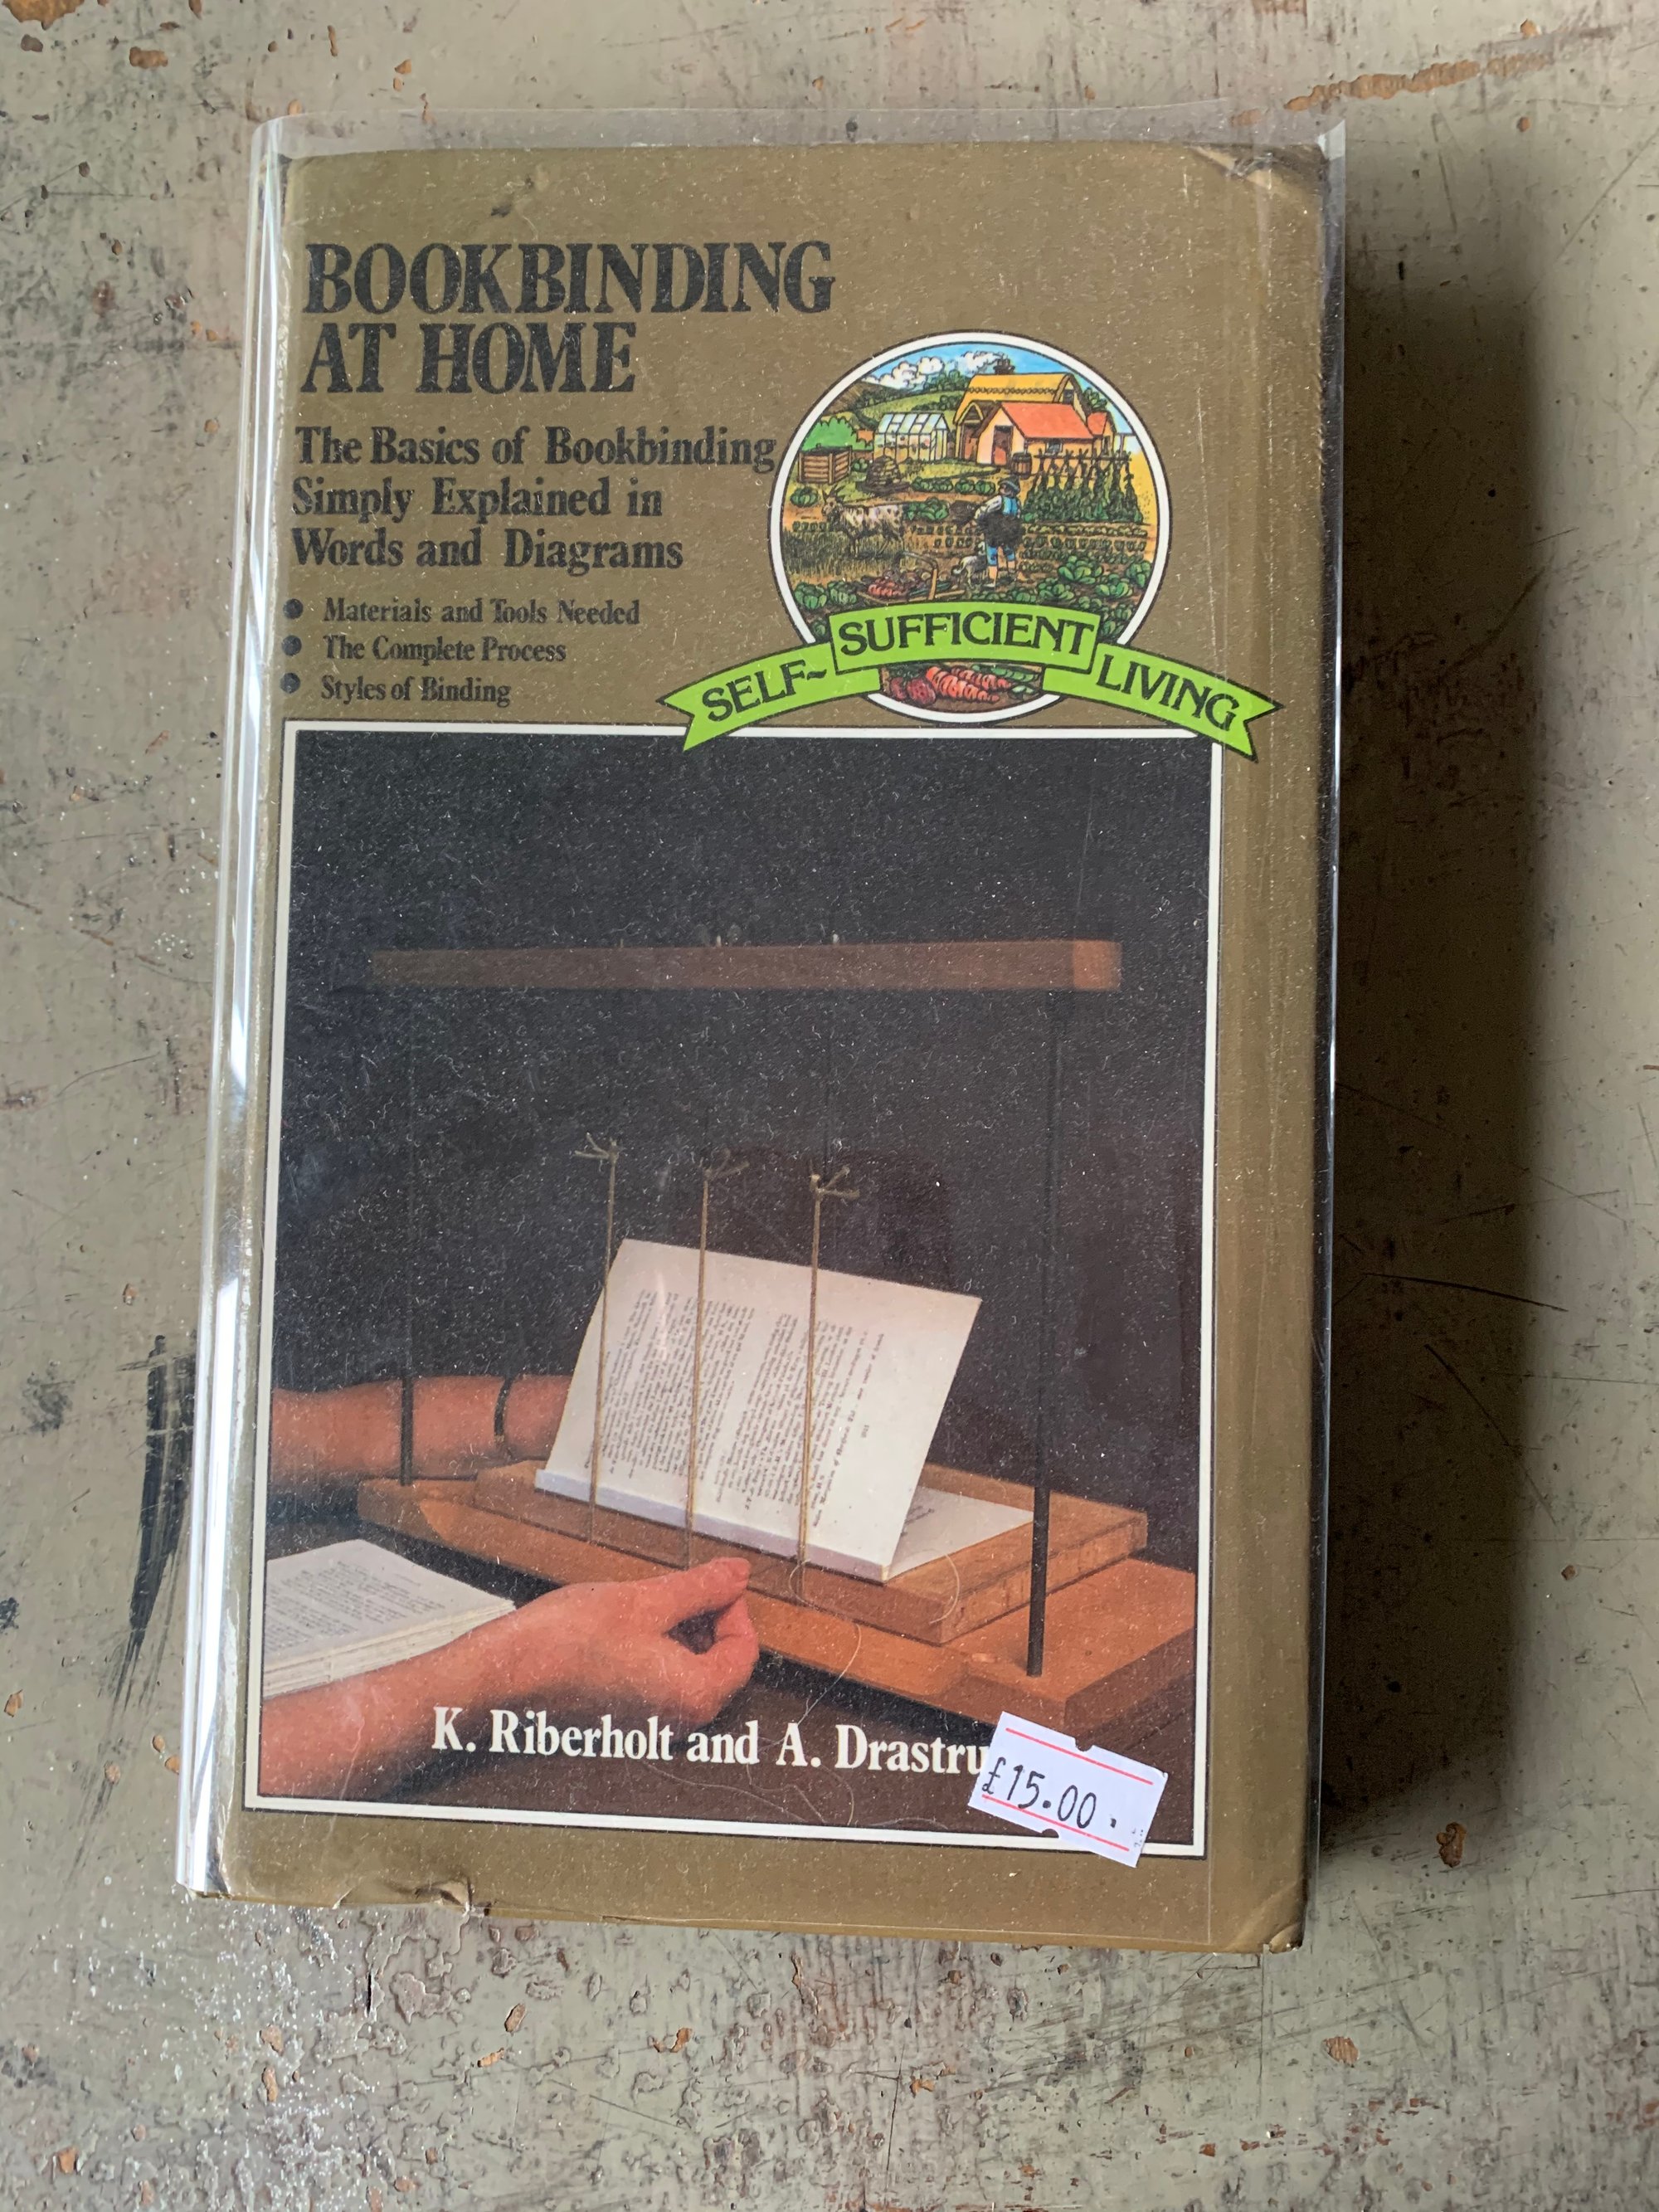 BOOKBINDING
AT HOME
The Basics of Bookbinding
Simply Explained in
Words and Diagrams
● Materials and Tools Needed
● The Complete Process
● Styles of Binding
SELF-SUFFICIENT LIVING
K. Riberholt and A. Drastru
£15.00.